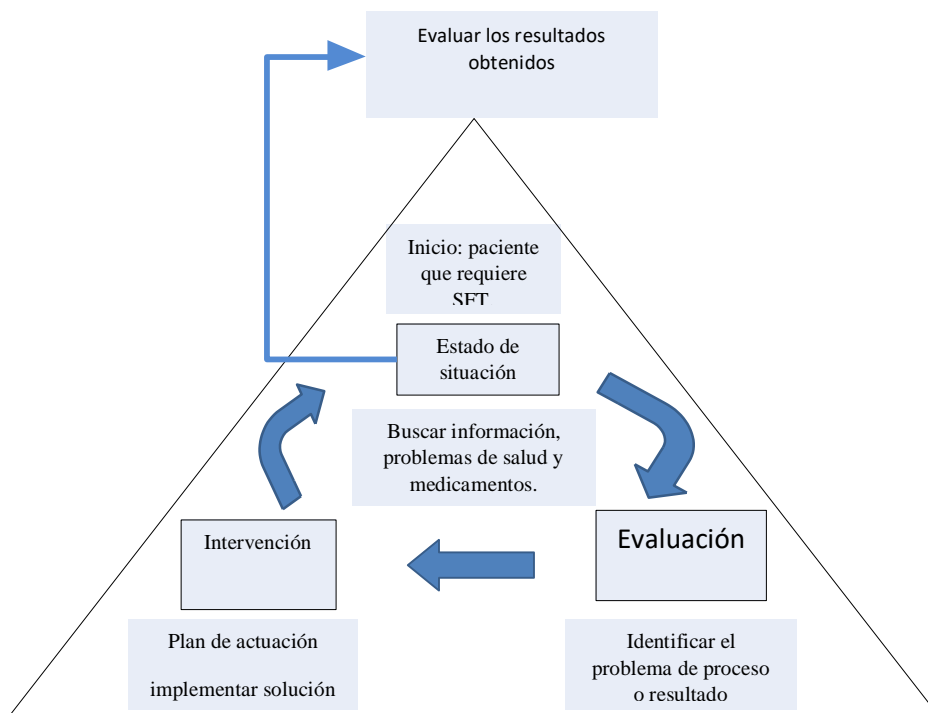 Evaluar los resultados
obtenidos
Inicio: paciente
que requiere
SFT
Estado de
situación
Buscar información,
problemas de salud y
medicamentos.
Intervención
Evaluación
Plan de actuación
implementar solución
Identificar el
problema de proceso
o resultado